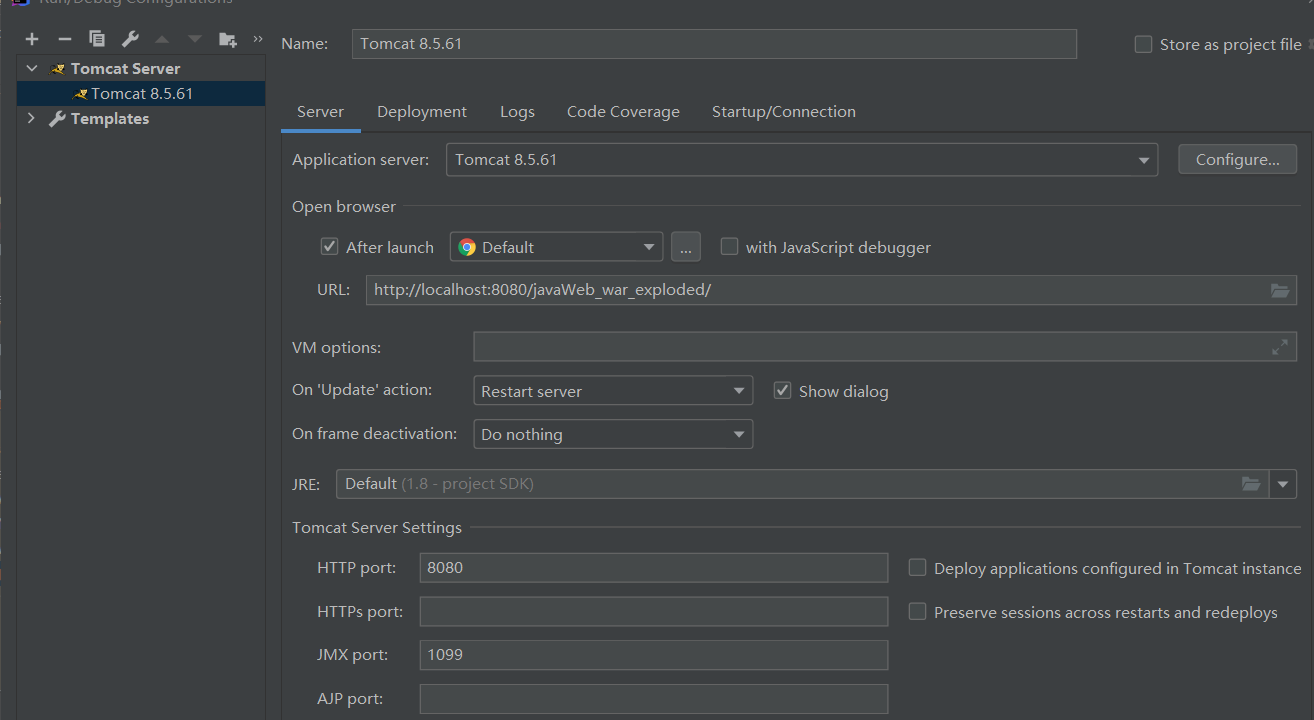 Run/Debug Configurations
Name: Tomcat 8.5.61 Store as project file
Tomcat Server
Tomcat 8.5.61
Templates
Server Deployment Logs Code Coverage Startup/Connection
Application server: Tomcat 8.5.61 Configure...
Open browser
After launch Default ... with JavaScript debugger
URL: http://localhost:8080/javaWeb_war_exploded/
VM options:
On 'Update' action: Restart server Show dialog
On frame deactivation: Do nothing
JRE: Default (1.8 - project SDK)
Tomcat Server Settings
HTTP port: 8080 Deploy applications configured in Tomcat instance
HTTPs port: Preserve sessions across restarts and redeploys
JMX port: 1099
AJP port: